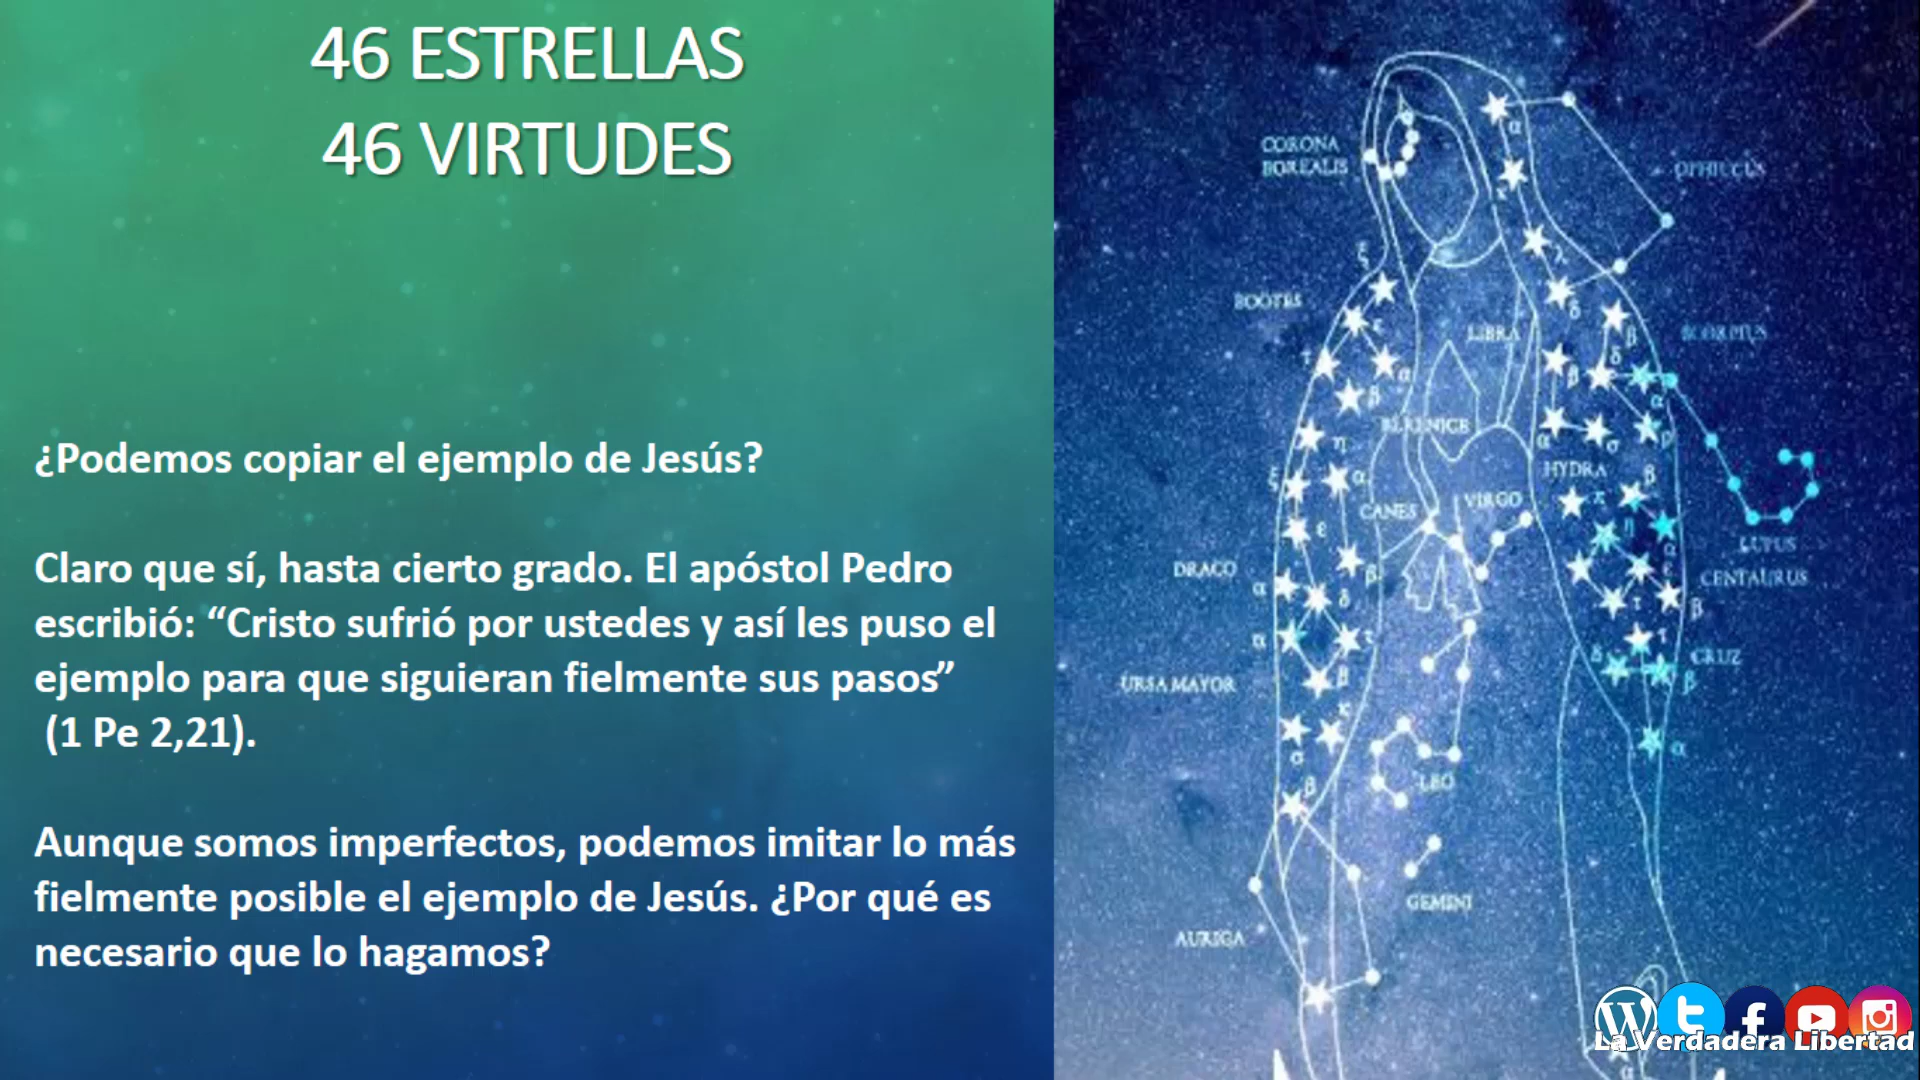 46 ESTRELLAS
46 VIRTUDES
¿Podemos copiar el ejemplo de Jesús?
Claro que sí, hasta cierto grado. El apóstol Pedro
escribió: “Cristo sufrió por ustedes y así les puso el
ejemplo para que siguieran fielmente sus pasos”
(1 Pe 2,21).
Aunque somos imperfectos, podemos imitar lo más
fielmente posible el ejemplo de Jesús. ¿Por qué es
necesario que lo hagamos?
CORONA
BOREALIS
OPHIUCUS
BOOTES
LIBRA
SCORPIUS
BERENICE
HYDRA
CANES
VIRGO
LUPUS
DRACO
CENTAURUS
CRUZ
URSA MAYOR
LEO
GEMINI
AURIGA
La Verdadera Libertad